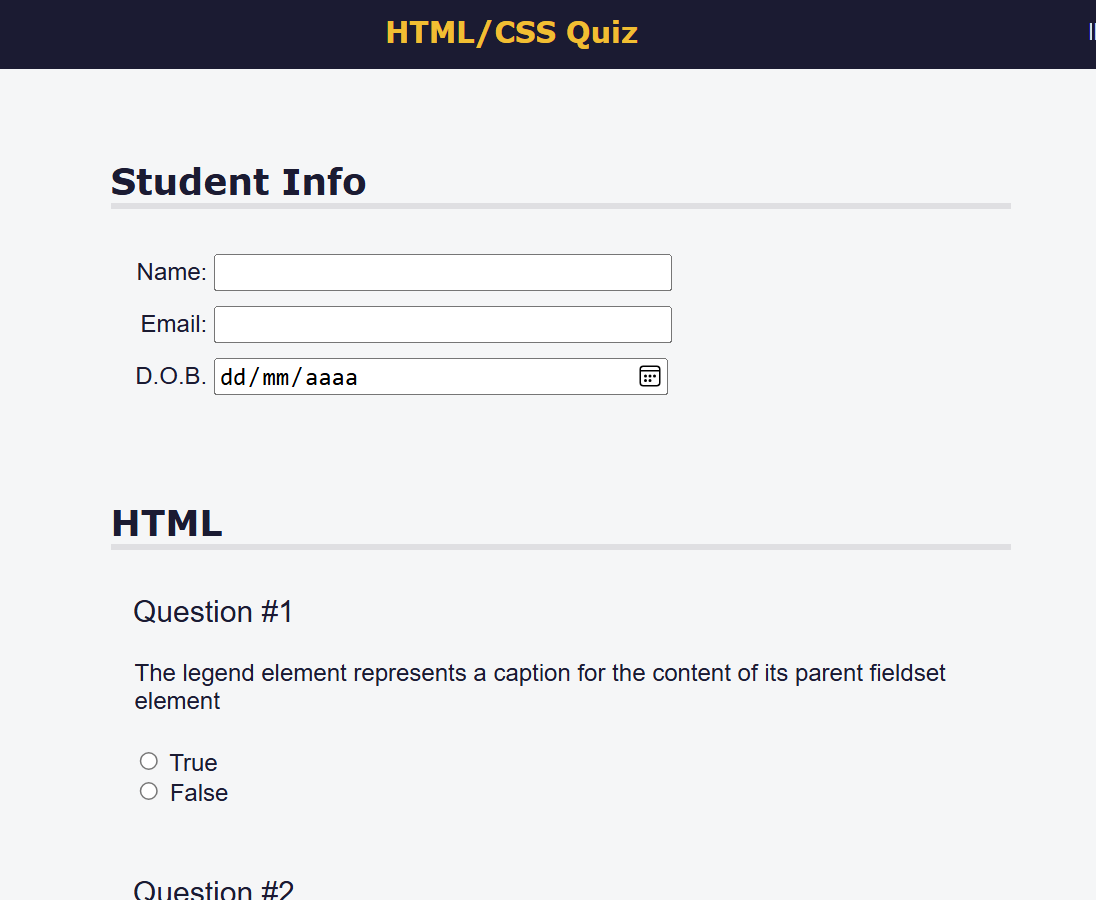 HTML/CSS Quiz
Student Info
Name:
Email:
D.O.B. dd/mm/aaaa
HTML
Question #1
The legend element represents a caption for the content of its parent fieldset
element
True
False
Question #2